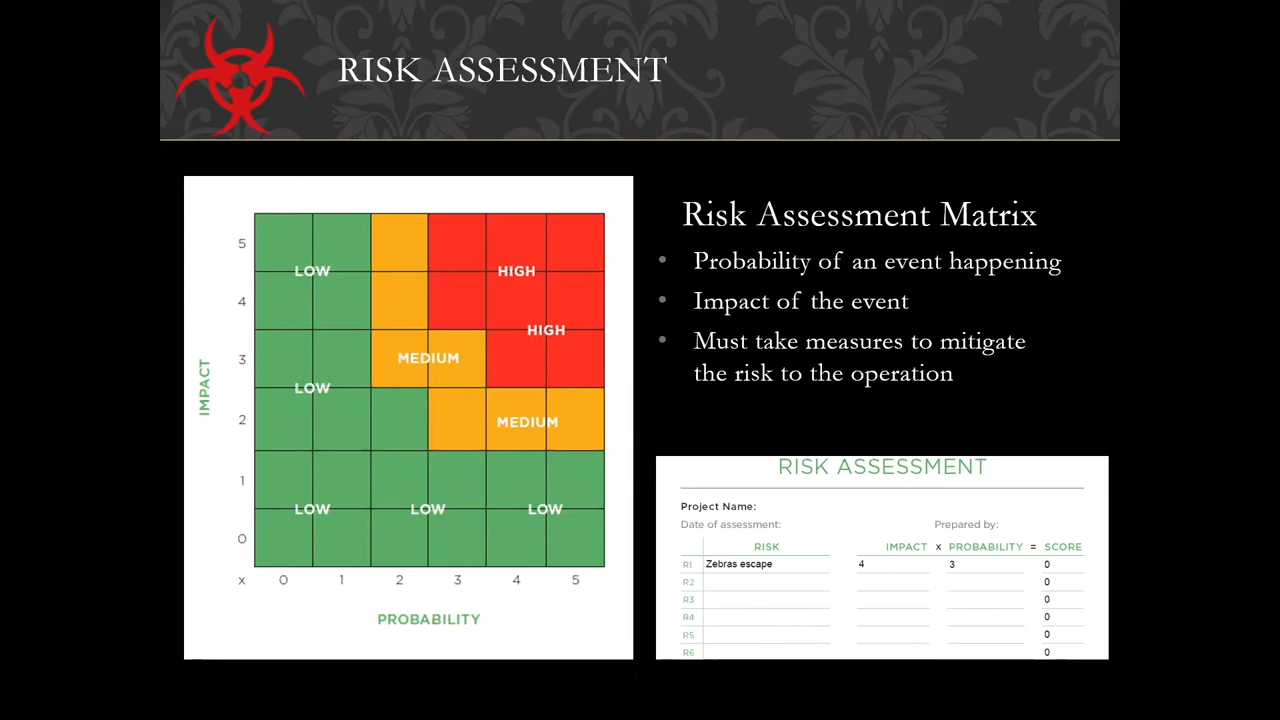 RISK ASSESSMENT
5
LOW HIGH
4
HIGH
MEDIUM
3
IMPACT
LOW
2 MEDIUM
1
LOW LOW LOW
0
x 0 1 2 3 4 5
PROBABILITY
Risk Assessment Matrix
• Probability of an event happening
• Impact of the event
• Must take measures to mitigate
the risk to the operation
RISK ASSESSMENT
Project Name:
Date of assessment: Prepared by:
RISK IMPACT x PROBABILITY = SCORE
R1 Zebras escape 4 3 0
R2 0
R3 0
R4 0
R5 0
R6 0